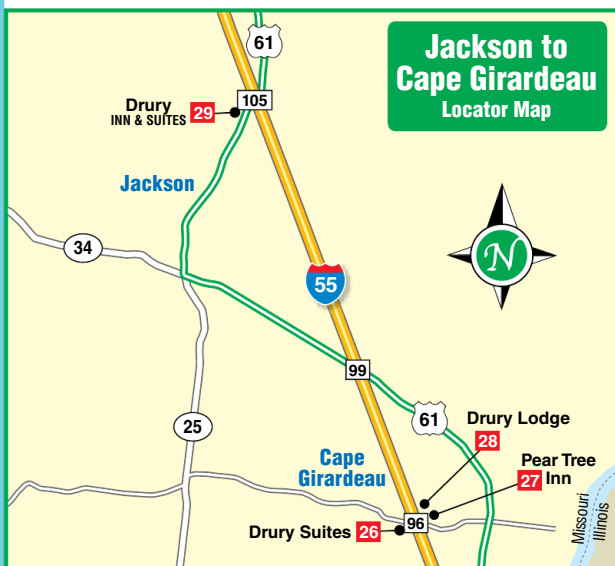 Jackson to
Cape Girardeau
Locator Map
61
105
Drury
INN & SUITES
29
Jackson
34
N
55
99
61
25
Drury Lodge
28
Cape
Girardeau
Pear Tree
27 Inn
96
Drury Suites 26
Missouri
Illinois